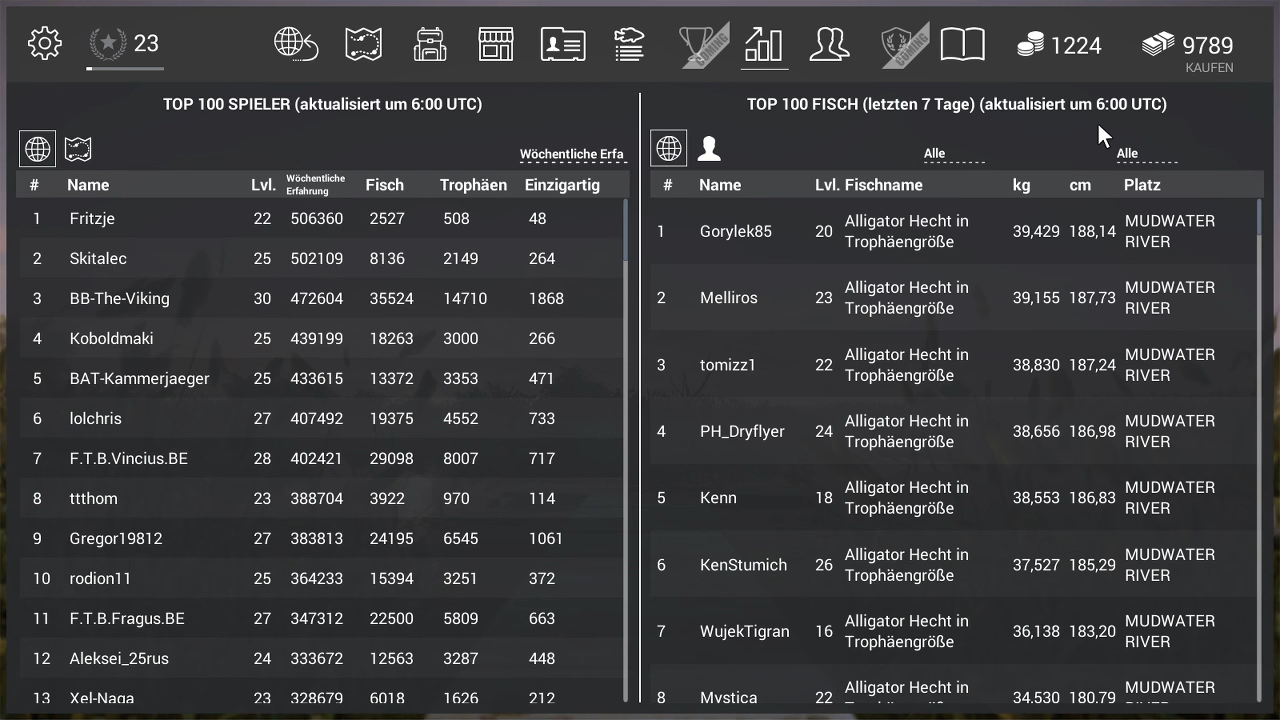 23
COMING
COMING
1224
9789
KAUFEN
TOP 100 SPIELER (aktualisiert um 6:00 UTC)
Wöchentliche Erfa
# Name Lvl. Wöchentliche Erfahrung Fisch Trophäen Einzigartig
1 Fritzje 22 506360 2527 508 48
2 Skitalec 25 502109 8136 2149 264
3 BB-The-Viking 30 472604 35524 14710 1868
4 Koboldmaki 25 439199 18263 3000 266
5 BAT-Kammerjaeger 25 433615 13372 3353 471
6 lolchris 27 407492 19375 4552 733
7 F.T.B.Vincius.BE 28 402421 29098 8007 717
8 ttthom 23 388704 3922 970 114
9 Gregor19812 27 383813 24195 6545 1061
10 rodion11 25 364233 15394 3251 372
11 F.T.B.Fragus.BE 27 347312 22500 5809 663
12 Aleksei_25rus 24 333672 12563 3287 448
13 Xel-Naga 23 328679 6018 1626 212
TOP 100 FISCH (letzten 7 Tage) (aktualisiert um 6:00 UTC)
Alle Alle
# Name Lvl. Fischname kg cm Platz
1 Gorylek85 20 Alligator Hecht in Trophäengröße 39,429 188,14 MUDWATER RIVER
2 Melliros 23 Alligator Hecht in Trophäengröße 39,155 187,73 MUDWATER RIVER
3 tomizz1 22 Alligator Hecht in Trophäengröße 38,830 187,24 MUDWATER RIVER
4 PH_Dryflyer 24 Alligator Hecht in Trophäengröße 38,656 186,98 MUDWATER RIVER
5 Kenn 18 Alligator Hecht in Trophäengröße 38,553 186,83 MUDWATER RIVER
6 KenStumich 26 Alligator Hecht in Trophäengröße 37,527 185,29 MUDWATER RIVER
7 WujekTigran 16 Alligator Hecht in Trophäengröße 36,138 183,20 MUDWATER RIVER
8 Mystica 22 Alligator Hecht in 34,530 180,79 MUDWATER